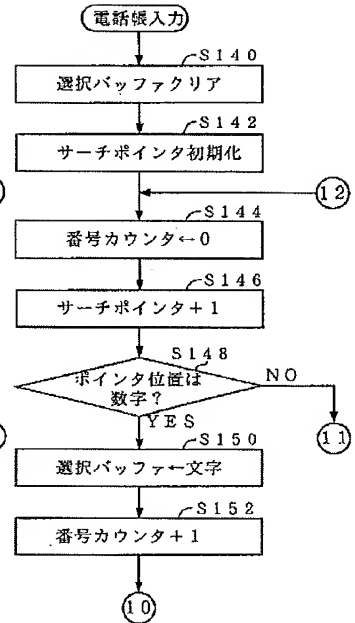 電話帳入力
S140
選択バッファクリア
S142
サーチポインタ初期化
12
S144
番号カウンタ←0
S146
サーチポインタ+1
S148
ポインタ位置は
数字?
NO
YES
11
S150
選択バッファ←文字
S152
番号カウンタ+1
10